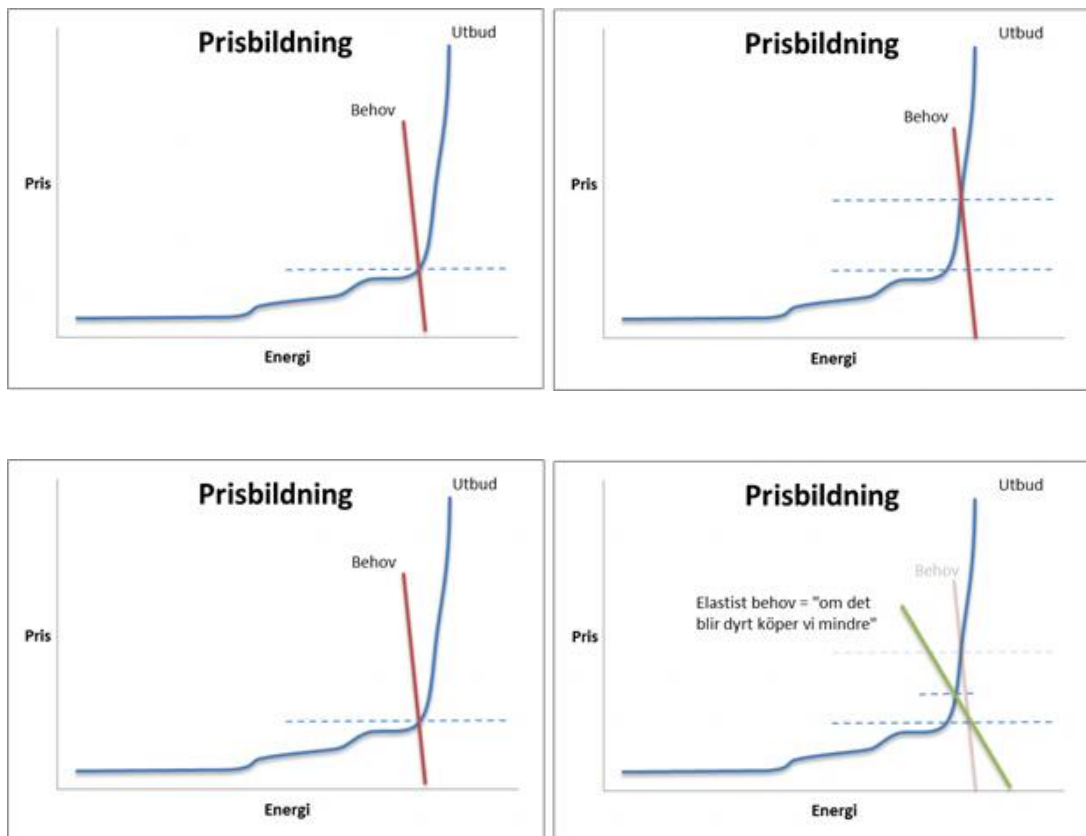 Prisbildning
Utbud
Behov
Pris
Energi
Prisbildning
Utbud
Behov
Pris
Energi
Prisbildning
Utbud
Behov
Pris
Energi
Prisbildning
Utbud
Behov
Elastist behov = "om det
blir dyrt köper vi mindre"
Pris
Energi